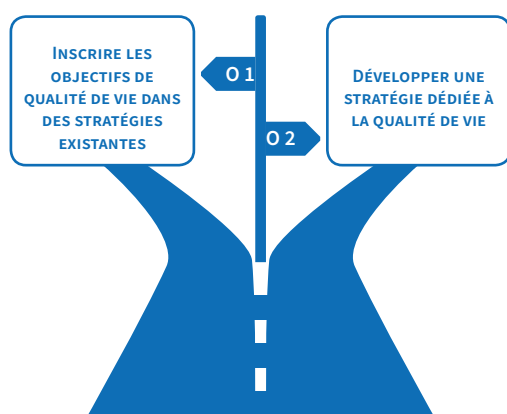 INSCRIRE LES
OBJECTIFS DE
QUALITÉ DE VIE DANS
DES STRATÉGIES
EXISTANTES
O 1
O 2
DÉVELOPPER UNE
STRATÉGIE DÉDIÉE À
LA QUALITÉ DE VIE